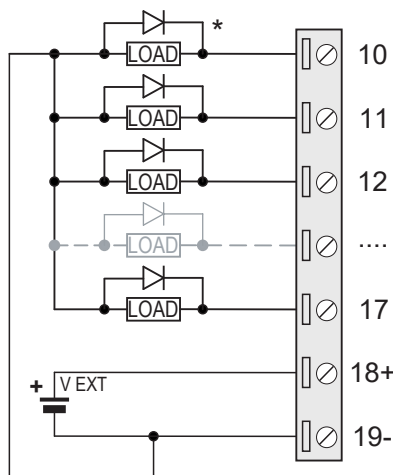 *
LOAD 10
LOAD 11
LOAD 12
LOAD ....
LOAD 17
18+
+ V EXT
19-